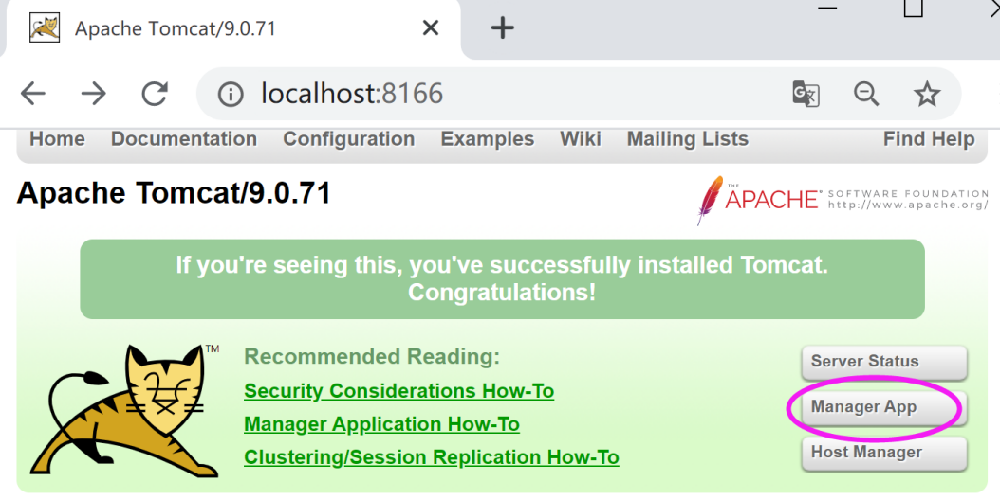 Apache Tomcat/9.0.71
localhost:8166
Home Documentation Configuration Examples Wiki Mailing Lists Find Help
Apache Tomcat/9.0.71
THE
APACHE® SOFTWARE FOUNDATION
http://www.apache.org/
If you're seeing this, you've successfully installed Tomcat.
Congratulations!
TM
Recommended Reading:
Security Considerations How-To
Manager Application How-To
Clustering/Session Replication How-To
Server Status
Manager App
Host Manager